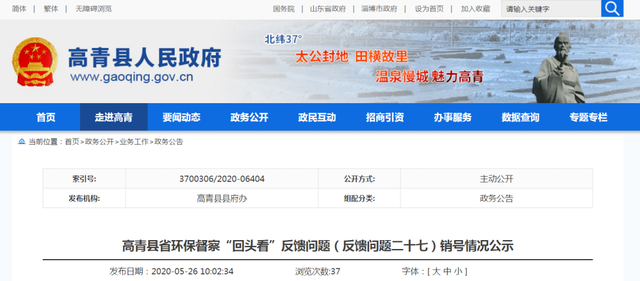 简体 | 繁体 | 无障碍浏览 国务院 | 山东省政府 | 淄博市政府 | 设为首页 | 加入收藏 请输入关键字
高青县人民政府
www.gaoqing.gov.cn
北纬37°
太公封地 田横故里
温泉慢城 魅力高青
首页 走进高青 要闻动态 政务公开 政民互动 招商引资 办事服务 数据查询 专题专栏
当前位置：首页>政务公开>业务工作>政务公告
索引号: 3700306/2020-06404 公开方式: 主动公开
发布机构: 高青县县府办 组配分类: 政务公告
高青县省环保督察“回头看”反馈问题（反馈问题二十七）销号情况公示
发布日期：2020-05-26 10:02:34 浏览次数:37 字体：[ 大 中 小 ]